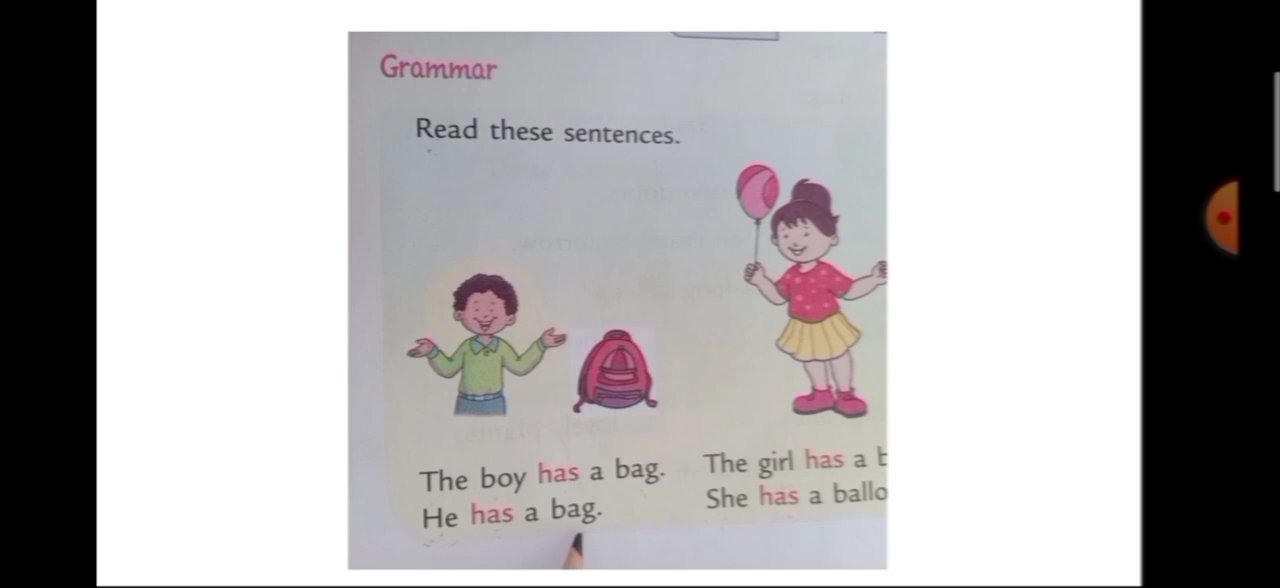 Grammar
Read these sentences.
The boy has a bag.
He has a bag.
The girl has a
She has a